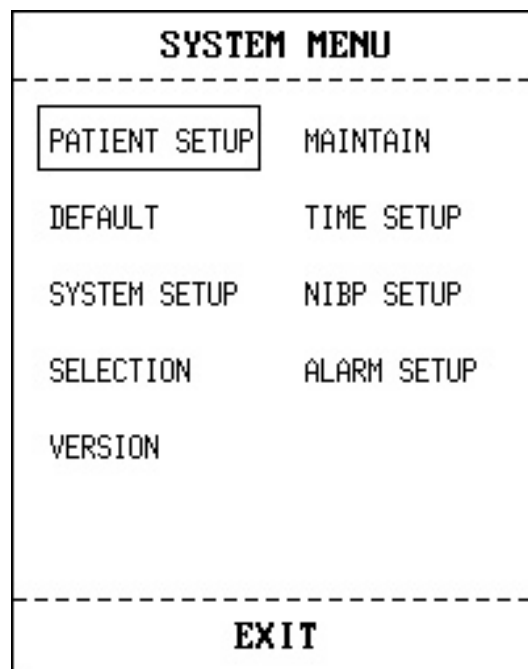 SYSTEM MENU
PATIENT SETUP MAINTAIN
DEFAULT TIME SETUP
SYSTEM SETUP NIBP SETUP
SELECTION ALARM SETUP
VERSION
EXIT